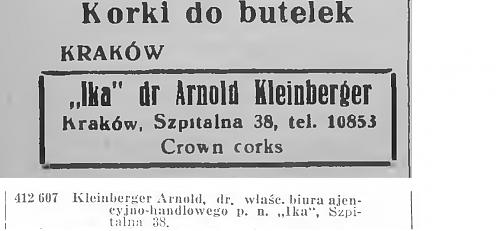 Korki do butelek
KRAKÓW
„Ika" dr Arnold Kleinberger
Kraków, Szpitalna 38, tel. 10853
Crown corks
412 607 Kleinberger Arnold, dr. właśc. biura ajen-
cyjno-handlowego p. n. „Ika", Szpi-
talna 38.